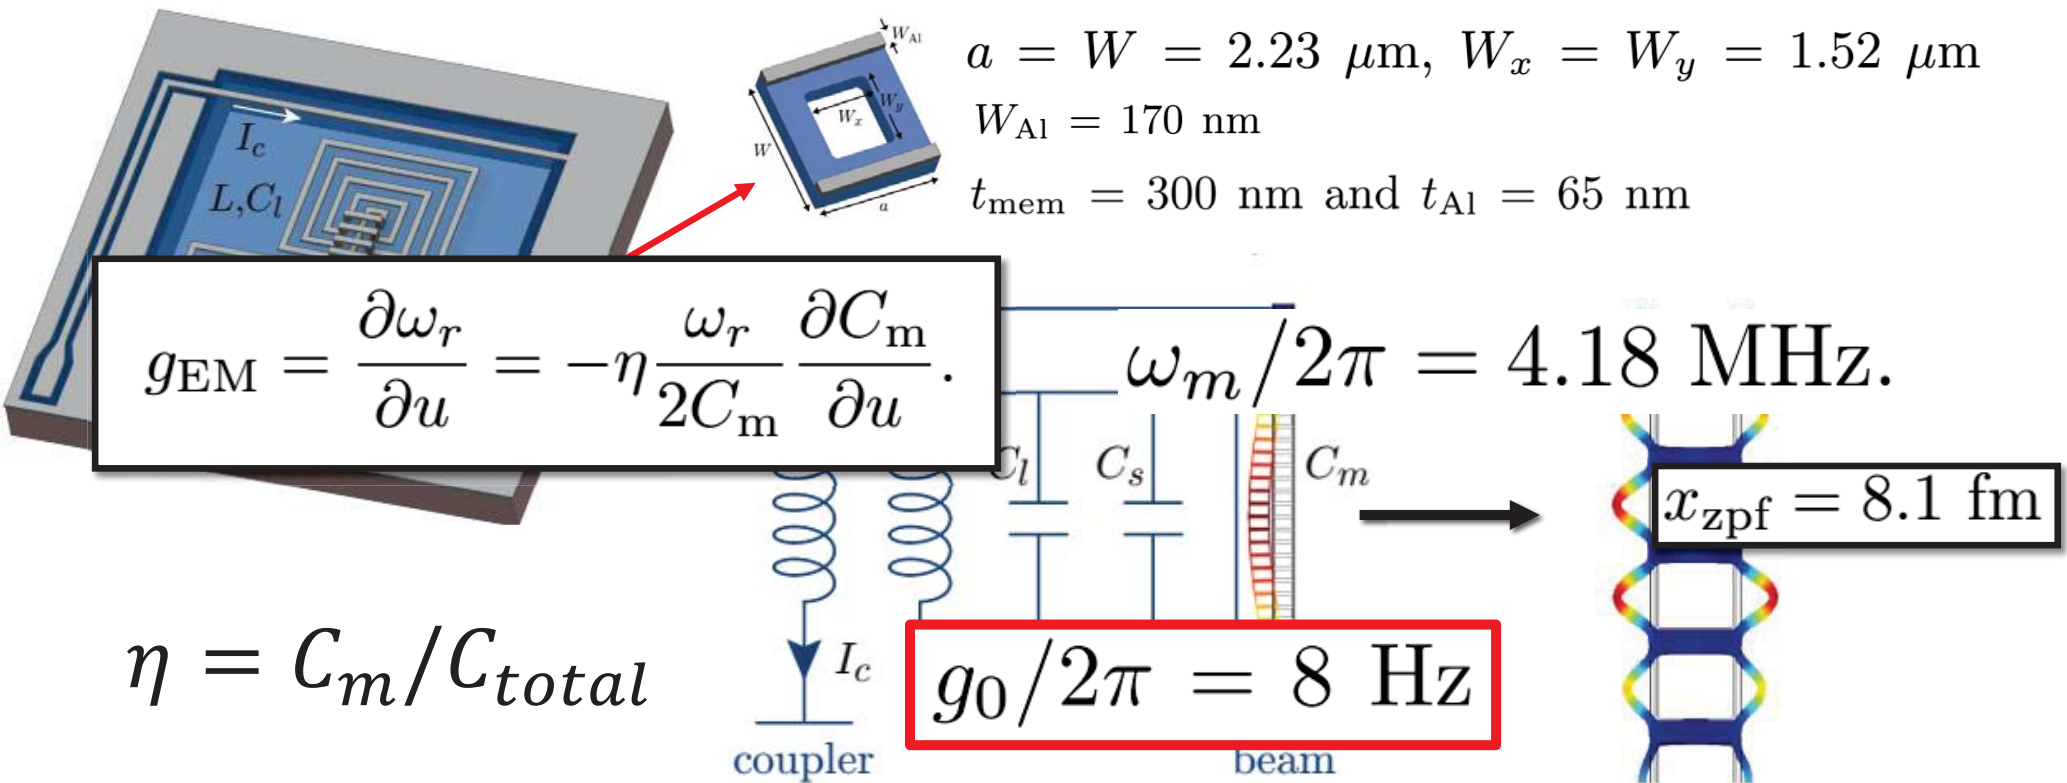 a = W = 2.23 μm, W_x = W_y = 1.52 μm
W_Al = 170 nm
t_mem = 300 nm and t_Al = 65 nm
W_Al
W_x
W_y
W
a
I_c
L,C_l
g_EM = ∂ω_r/∂u = −η ω_r/2C_m ∂C_m/∂u.
ω_m/2π = 4.18 MHz.
C_l
C_s
C_m
x_zpf = 8.1 fm
η = C_m/C_total
I_c
g_0/2π = 8 Hz
coupler
beam